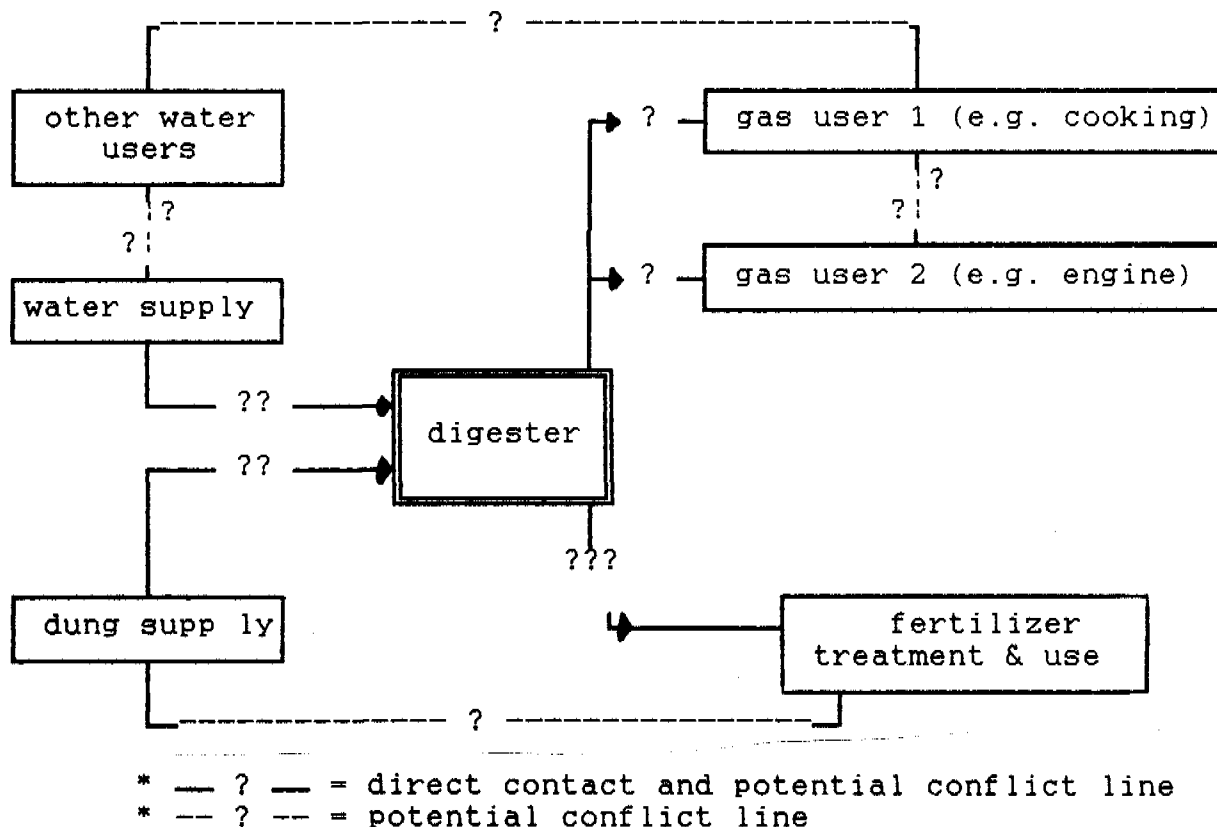 ?
other water
users
? gas user 1 (e.g. cooking)
?
?
?
?
water supply
? gas user 2 (e.g. engine)
??
digester
??
???
dung supp ly
fertilizer
treatment & use
?
* — ? — = direct contact and potential conflict line
* -- ? -- = potential conflict line